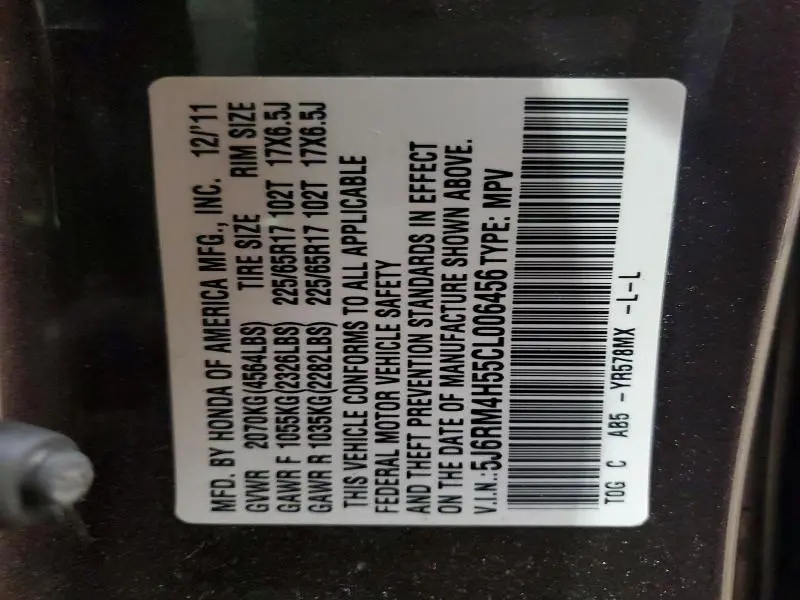 MFD. BY HONDA OF AMERICA MFG., INC. 12/'11
GVWR 2070KG(4564LBS) TIRE SIZE RIM SIZE
GAWR F 1055KG(2326LBS) 225/65R17 102T 17X6.5J
GAWR R 1035KG(2282LBS) 225/65R17 102T 17X6.5J
THIS VEHICLE CONFORMS TO ALL APPLICABLE
FEDERAL MOTOR VEHICLE SAFETY
AND THEFT PREVENTION STANDARDS IN EFFECT
ON THE DATE OF MANUFACTURE SHOWN ABOVE.
V.I.N.:5J6RM4H55CL006456 TYPE: MPV
TOG C AB5 -YR578MX -L-L